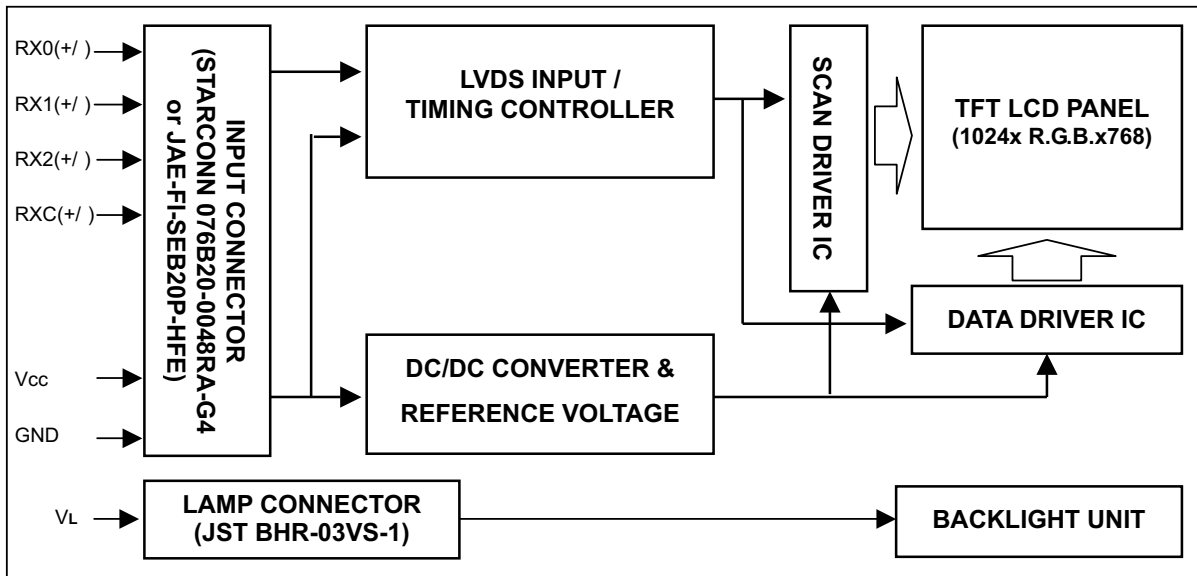 RX0(+/ )
RX1(+/ )
RX2(+/ )
RXC(+/ )
Vcc
GND
INPUT CONNECTOR
(STARCONN 076B20-0048RA-G4
or JAE-FI-SEB20P-HFE)
LVDS INPUT /
TIMING CONTROLLER
DC/DC CONVERTER &
REFERENCE VOLTAGE
SCAN DRIVER IC
TFT LCD PANEL
(1024x R.G.B.x768)
DATA DRIVER IC
VL
LAMP CONNECTOR
(JST BHR-03VS-1)
BACKLIGHT UNIT